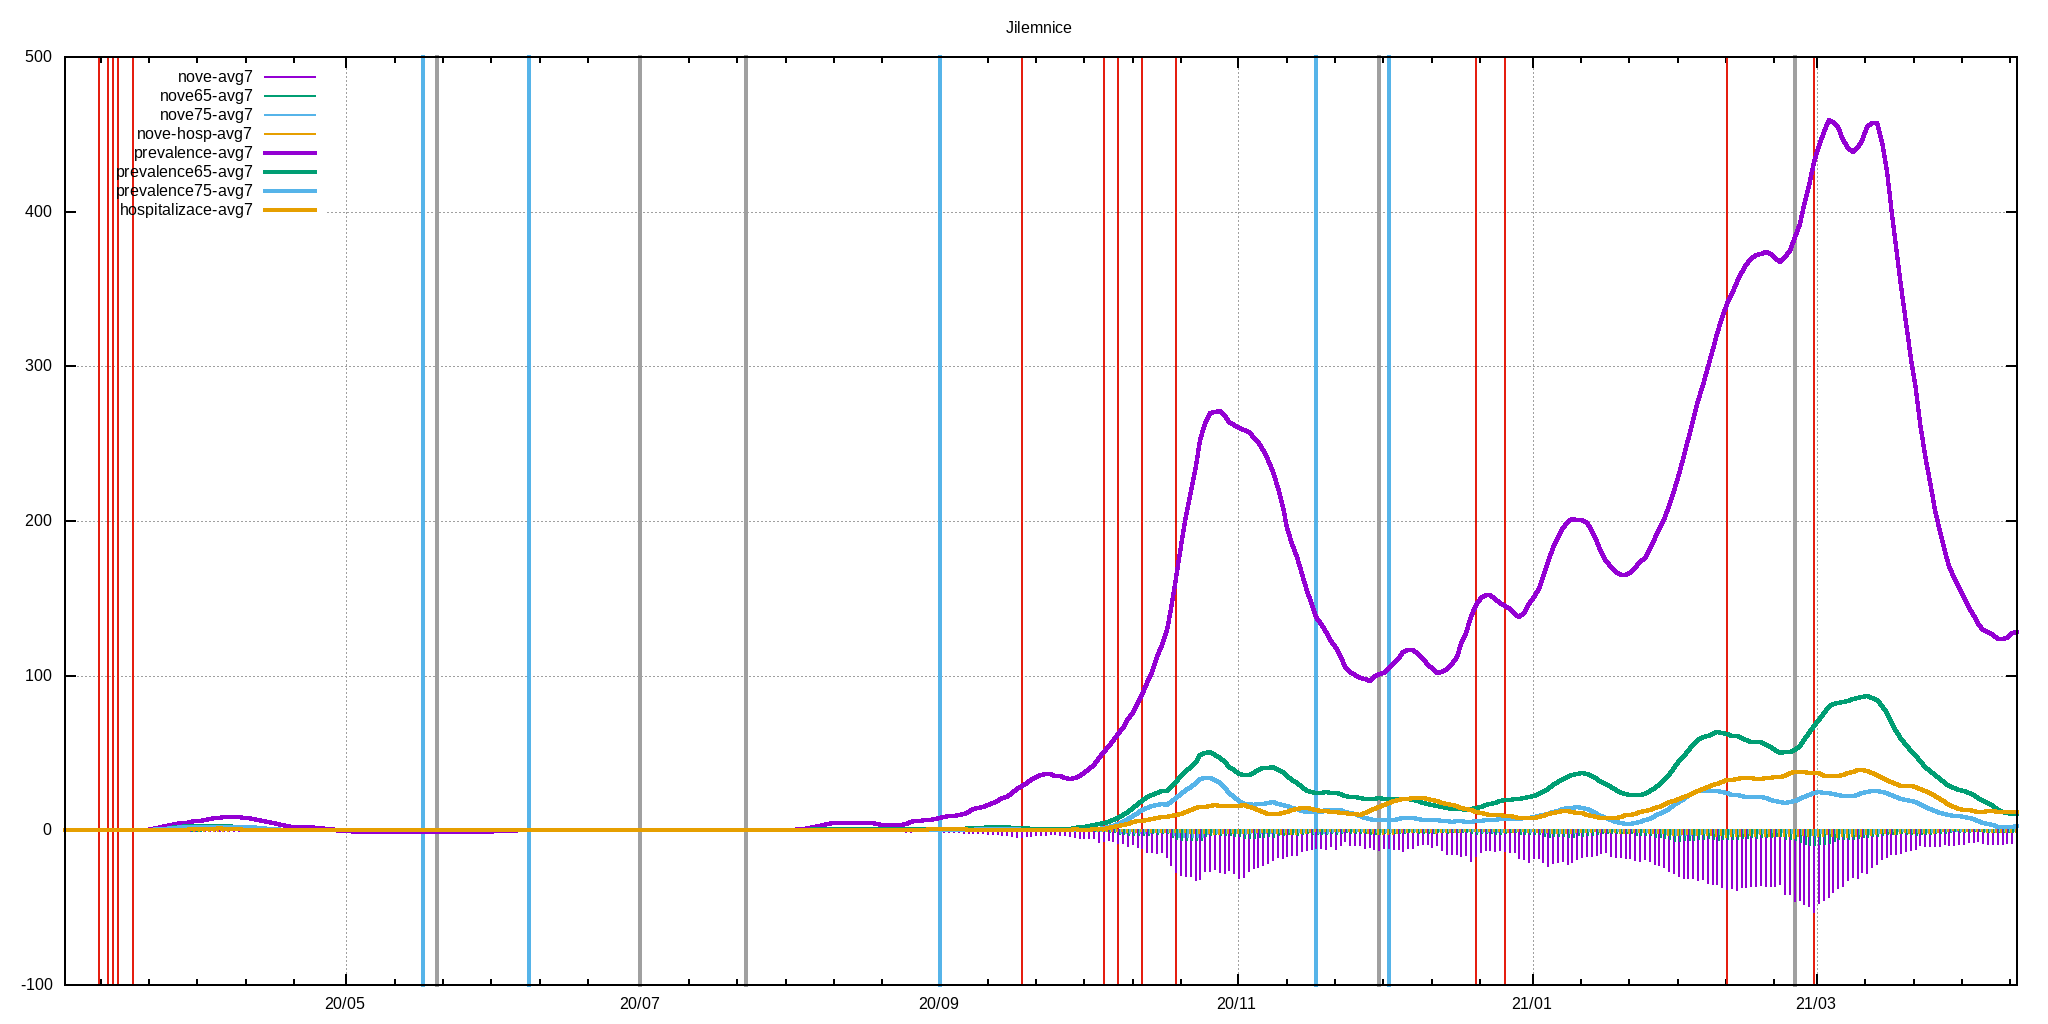 Jilemnice
500
nove-avg7
nove65-avg7
nove75-avg7
nove-hosp-avg7
prevalence-avg7
prevalence65-avg7
prevalence75-avg7
hospitalizace-avg7
400
300
200
100
0
-100
20/05 20/07 20/09 20/11 21/01 21/03